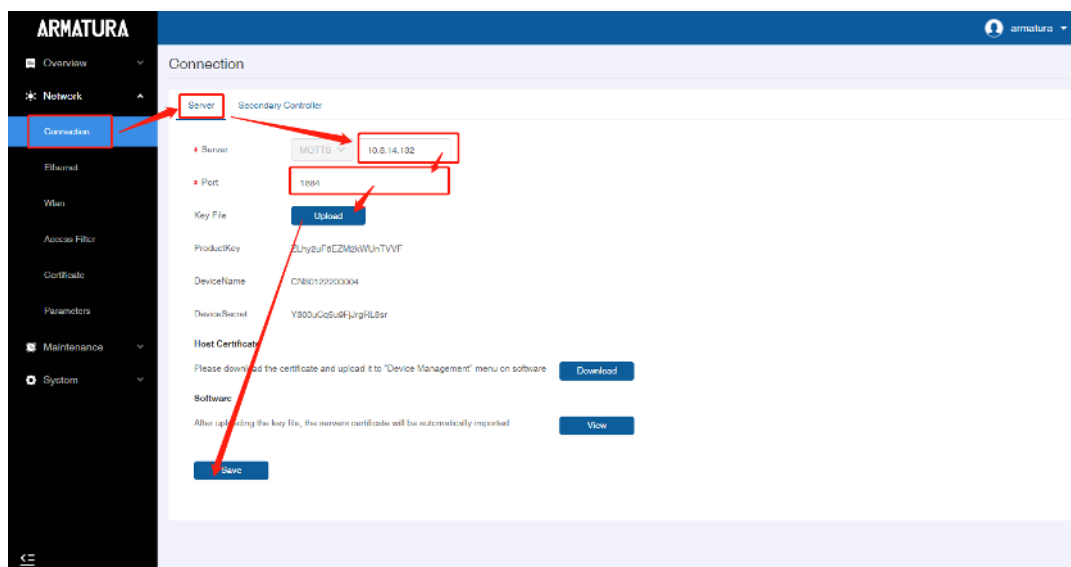 ARMATURA
armatura
Overview
Connection
Network
Server Secondary Controller
Connection
Server MQTTS 10.8.14.132
Ethernet
Port 1884
Wlan
Key File Upload
Access Filter
ProductKey
Certificate
DeviceName
Parameters
DeviceSecret
Host Certificate
Maintenance
Please download the certificate and upload it to "Device Management" menu on software Download
System
Software
After uploading the key file, the servers certificate will be automatically imported View
Save